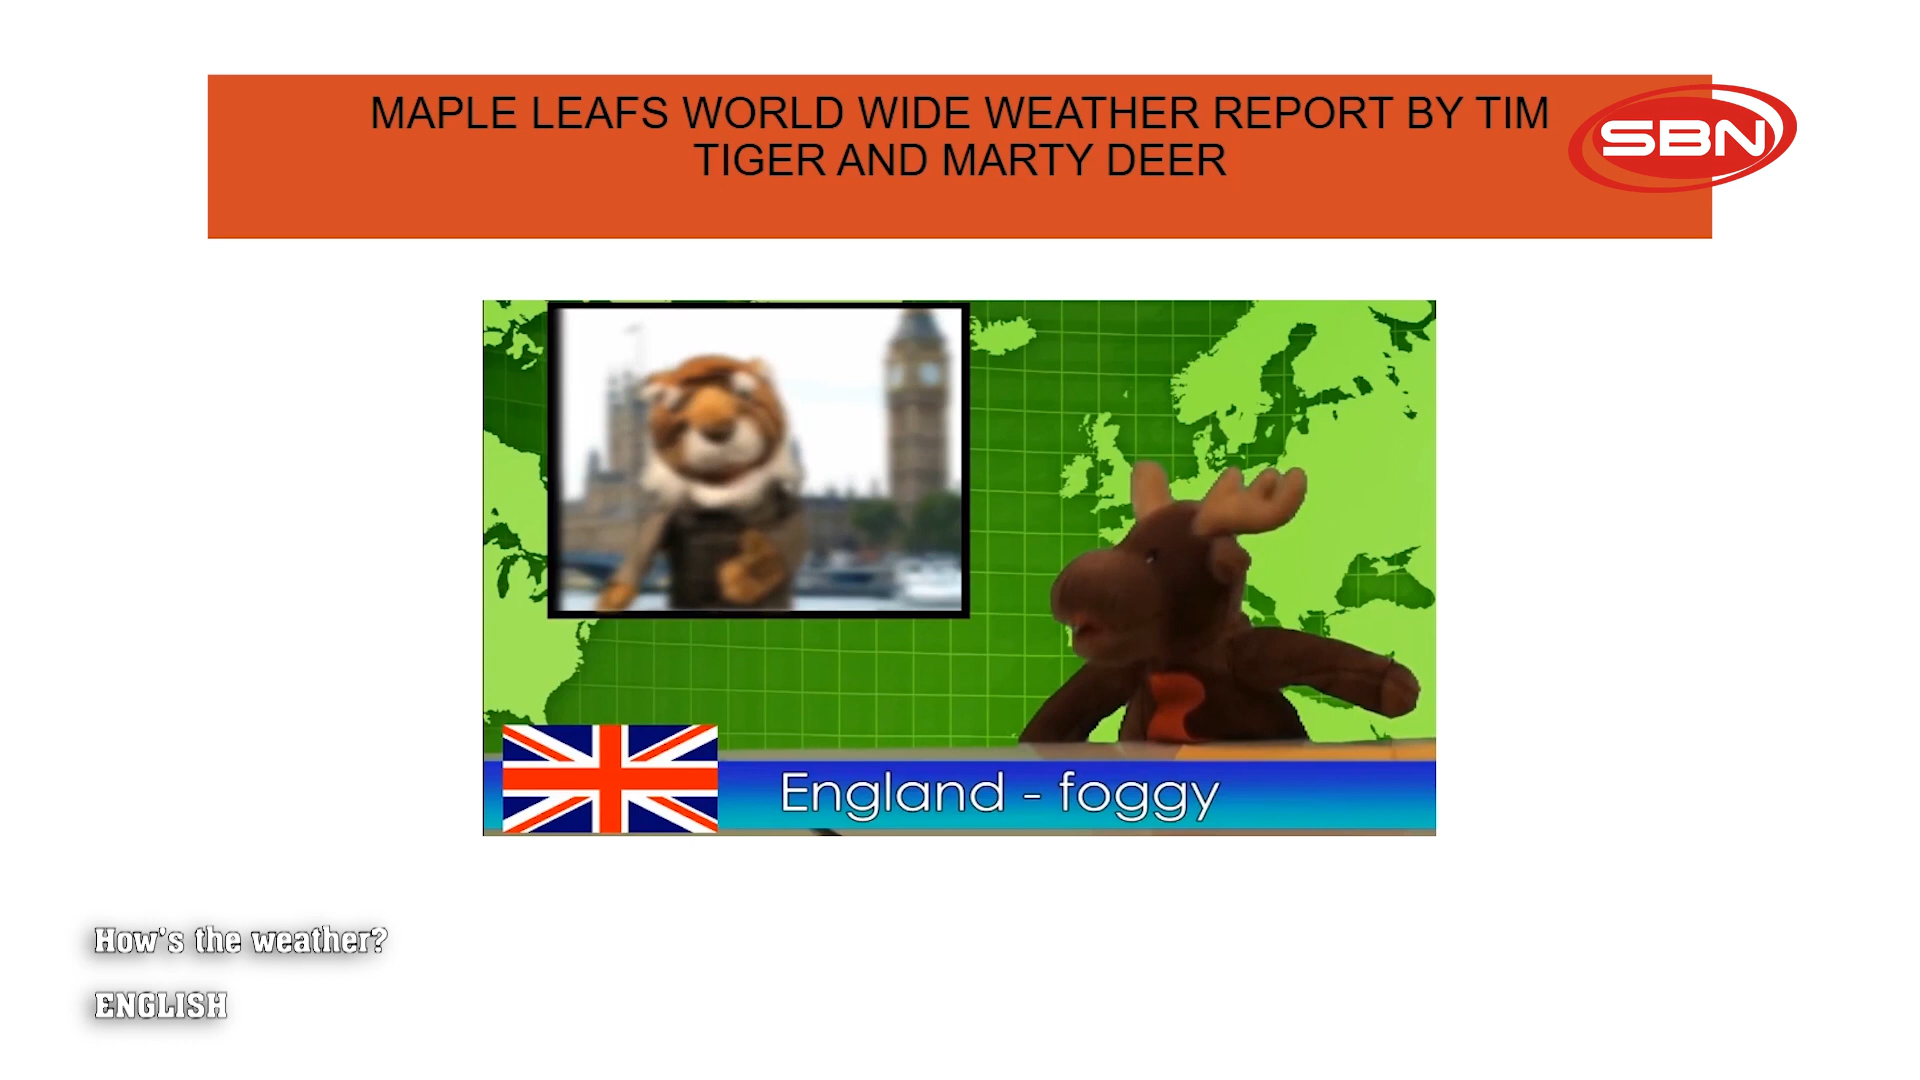 MAPLE LEAFS WORLD WIDE WEATHER REPORT BY TIM
TIGER AND MARTY DEER
SBN
England - foggy
How's the weather?
ENGLISH